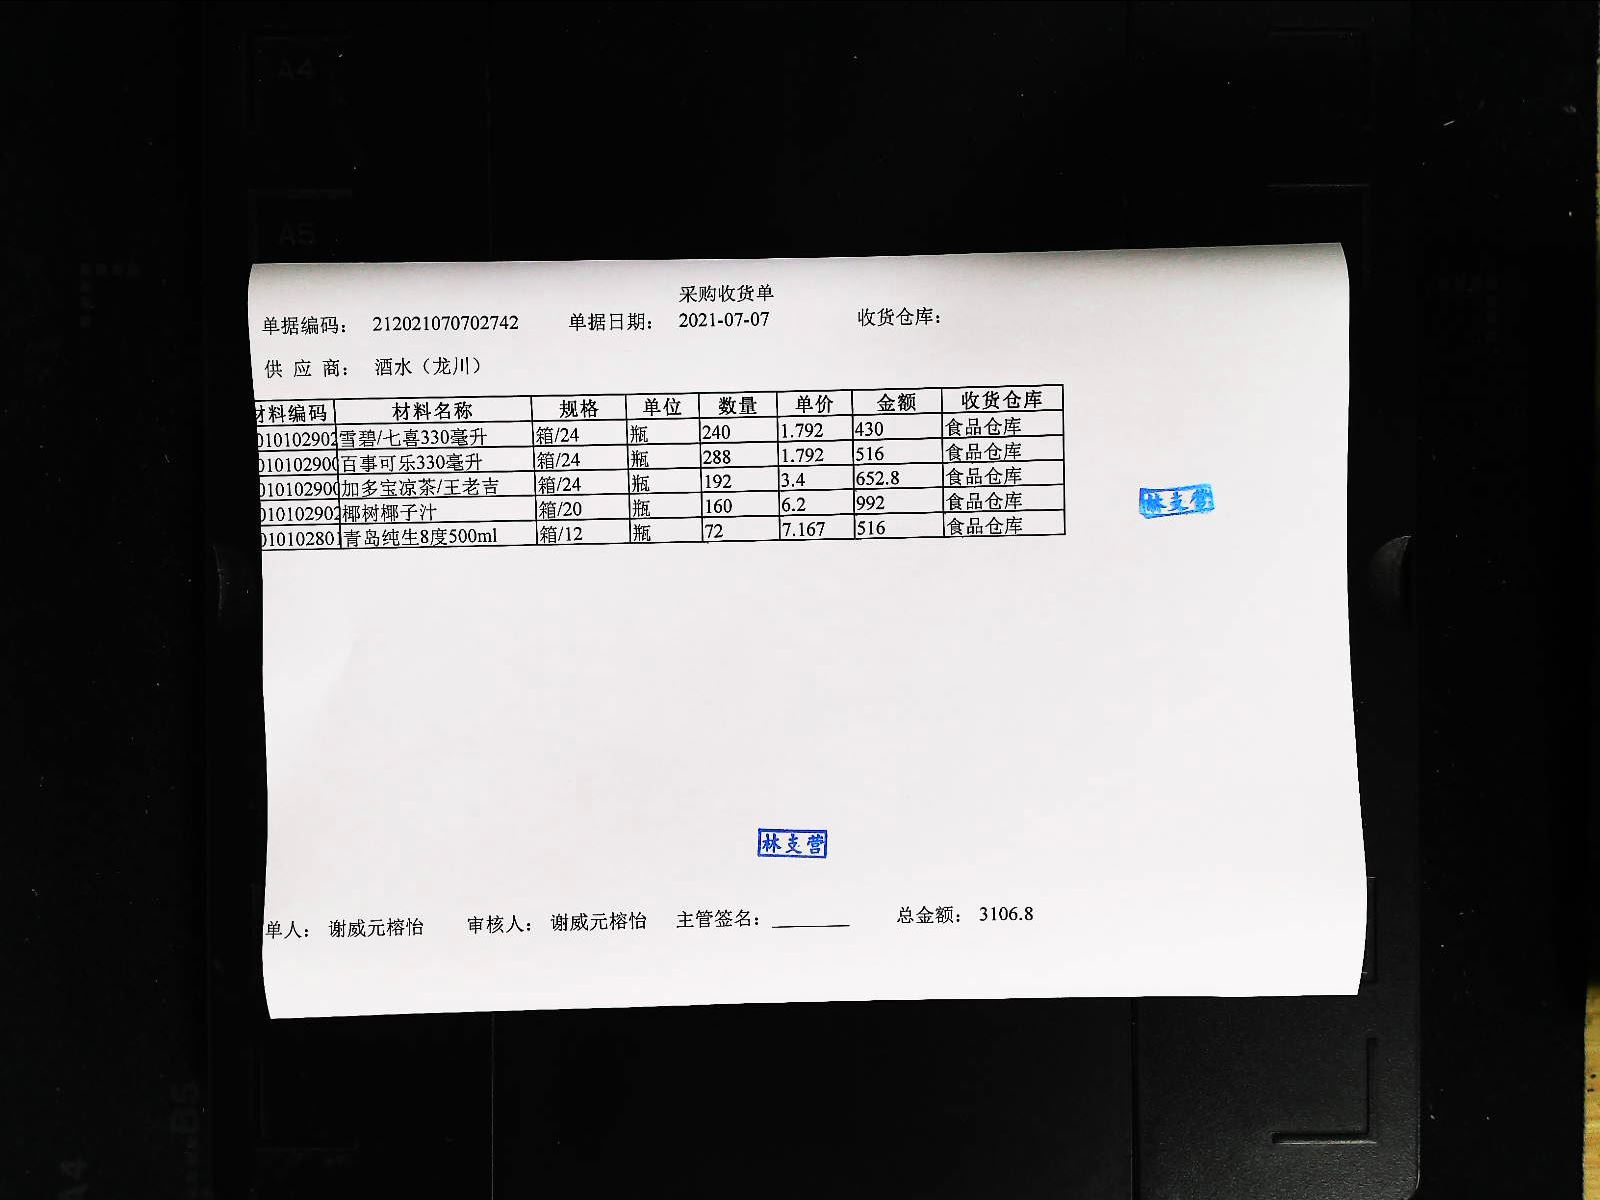 A4
A5
采购收货单
单据编码： 212021070702742 单据日期： 2021-07-07 收货仓库：
供 应 商： 酒水（龙川）
材料编码 材料名称 规格 单位 数量 单价 金额 收货仓库
010102902 雪碧/七喜330毫升 箱/24 瓶 240 1.792 430 食品仓库
010102900 百事可乐330毫升 箱/24 瓶 288 1.792 516 食品仓库
010102900 加多宝凉茶/王老吉 箱/24 瓶 192 3.4 652.8 食品仓库
010102902 椰树椰子汁 箱/20 瓶 160 6.2 992 食品仓库
010102801 青岛纯生8度500ml 箱/12 瓶 72 7.167 516 食品仓库
林支营
林支营
单人： 谢威元榕怡 审核人： 谢威元榕怡 主管签名： 总金额： 3106.8
B5
A4